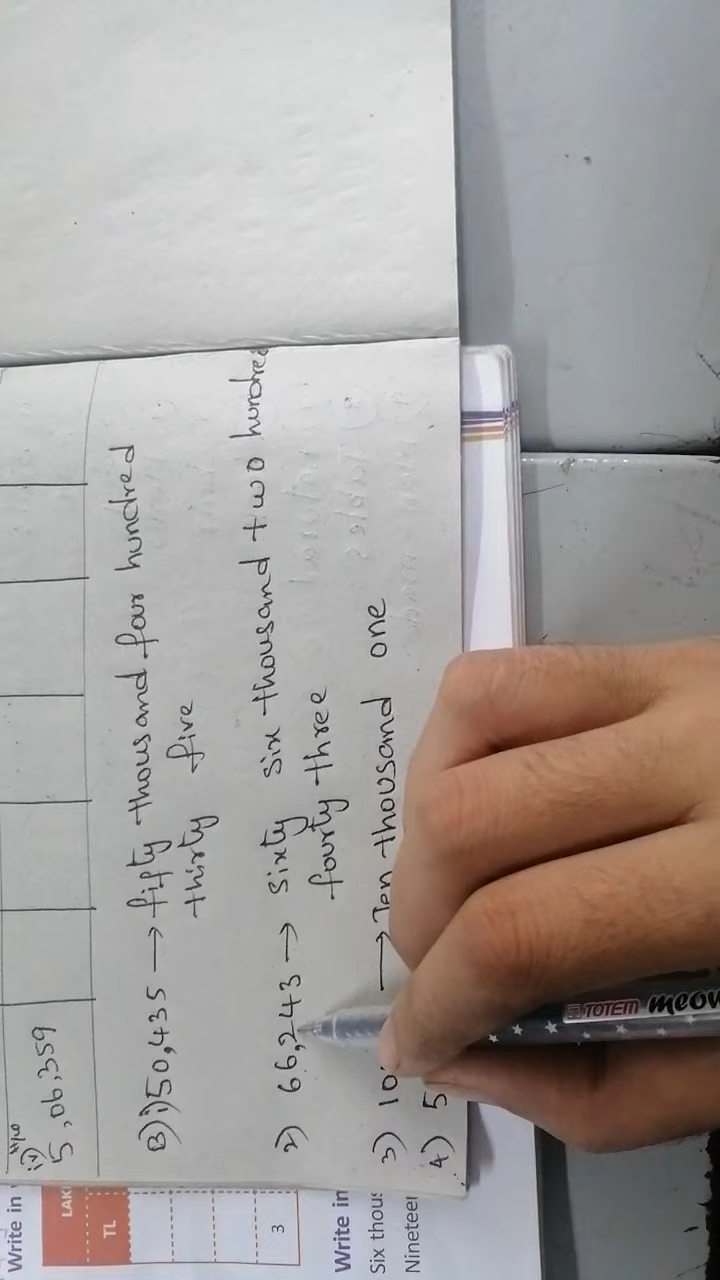 5,06,359
B) i) 50,435 → fifty thousand four hundred
thirty five
2) 66,243 → sixty six thousand two hundred
fourty three
3) 10 → Ten thousand one
4) 5
Write in
LAK
TL
3
Write in
Six thous
Nineteen
TOTEM meow